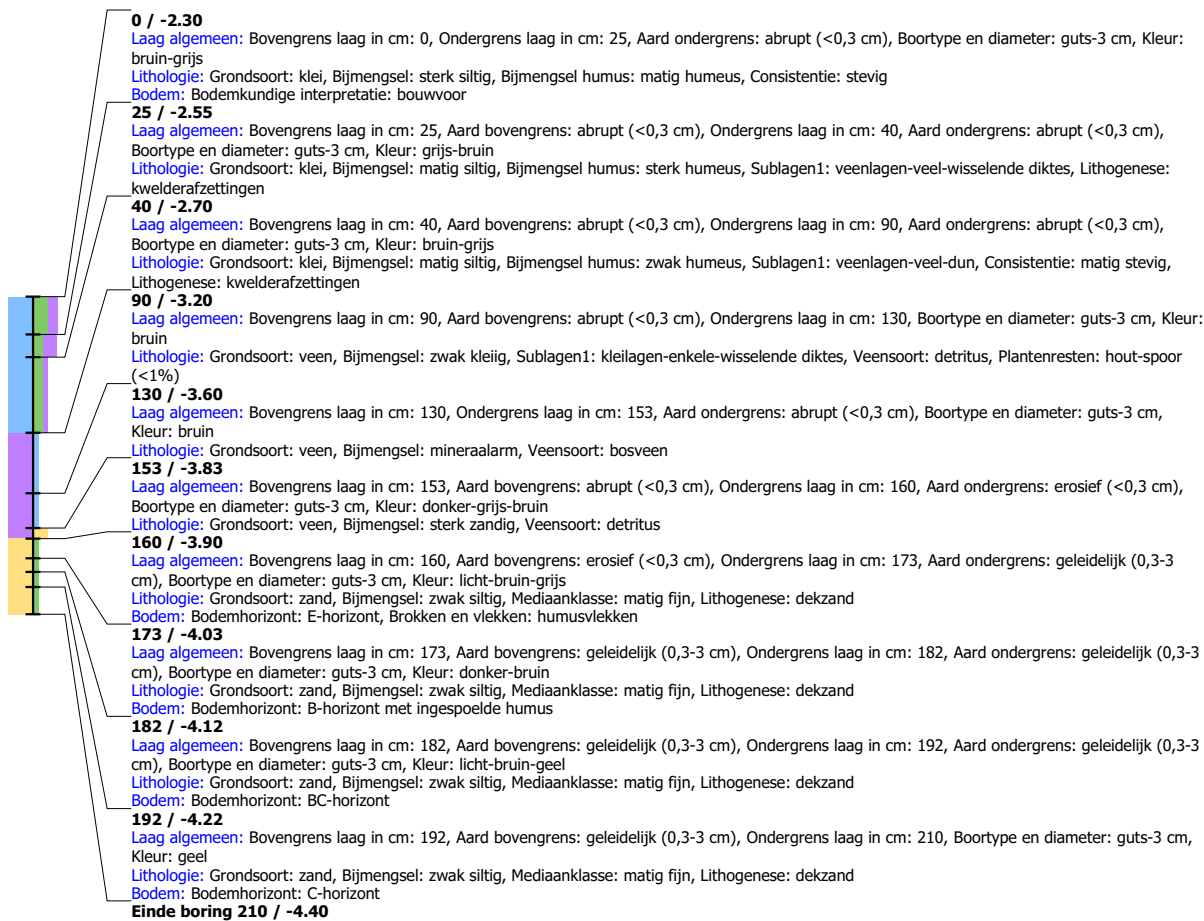 0 / -2.30
Laag algemeen: Bovengrens laag in cm: 0, Ondergrens laag in cm: 25, Aard ondergrens: abrupt (<0,3 cm), Boortype en diameter: guts-3 cm, Kleur:
bruin-grijs
Lithologie: Grondsoort: klei, Bijmengsel: sterk siltig, Bijmengsel humus: matig humeus, Consistentie: stevig
Bodem: Bodemkundige interpretatie: bouwvoor
25 / -2.55
Laag algemeen: Bovengrens laag in cm: 25, Aard bovengrens: abrupt (<0,3 cm), Ondergrens laag in cm: 40, Aard ondergrens: abrupt (<0,3 cm),
Boortype en diameter: guts-3 cm, Kleur: grijs-bruin
Lithologie: Grondsoort: klei, Bijmengsel: matig siltig, Bijmengsel humus: sterk humeus, Sublagen1: veenlagen-veel-wisselende diktes, Lithogenese:
kwelderafzettingen
40 / -2.70
Laag algemeen: Bovengrens laag in cm: 40, Aard bovengrens: abrupt (<0,3 cm), Ondergrens laag in cm: 90, Aard ondergrens: abrupt (<0,3 cm),
Boortype en diameter: guts-3 cm, Kleur: bruin-grijs
Lithologie: Grondsoort: klei, Bijmengsel: matig siltig, Bijmengsel humus: zwak humeus, Sublagen1: veenlagen-veel-dun, Consistentie: matig stevig,
Lithogenese: kwelderafzettingen
90 / -3.20
Laag algemeen: Bovengrens laag in cm: 90, Aard bovengrens: abrupt (<0,3 cm), Ondergrens laag in cm: 130, Boortype en diameter: guts-3 cm, Kleur:
bruin
Lithologie: Grondsoort: veen, Bijmengsel: zwak kleiig, Sublagen1: kleilagen-enkele-wisselende diktes, Veensoort: detritus, Plantenresten: hout-spoor
(<1%)
130 / -3.60
Laag algemeen: Bovengrens laag in cm: 130, Ondergrens laag in cm: 153, Aard ondergrens: abrupt (<0,3 cm), Boortype en diameter: guts-3 cm,
Kleur: bruin
Lithologie: Grondsoort: veen, Bijmengsel: mineraalarm, Veensoort: bosveen
153 / -3.83
Laag algemeen: Bovengrens laag in cm: 153, Aard bovengrens: abrupt (<0,3 cm), Ondergrens laag in cm: 160, Aard ondergrens: erosief (<0,3 cm),
Boortype en diameter: guts-3 cm, Kleur: donker-grijs-bruin
Lithologie: Grondsoort: veen, Bijmengsel: sterk zandig, Veensoort: detritus
160 / -3.90
Laag algemeen: Bovengrens laag in cm: 160, Aard bovengrens: erosief (<0,3 cm), Ondergrens laag in cm: 173, Aard ondergrens: geleidelijk (0,3-3
cm), Boortype en diameter: guts-3 cm, Kleur: licht-bruin-grijs
Lithologie: Grondsoort: zand, Bijmengsel: zwak siltig, Mediaanklasse: matig fijn, Lithogenese: dekzand
Bodem: Bodemhorizont: E-horizont, Brokken en vlekken: humusvlekken
173 / -4.03
Laag algemeen: Bovengrens laag in cm: 173, Aard bovengrens: geleidelijk (0,3-3 cm), Ondergrens laag in cm: 182, Aard ondergrens: geleidelijk (0,3-3
cm), Boortype en diameter: guts-3 cm, Kleur: donker-bruin
Lithologie: Grondsoort: zand, Bijmengsel: zwak siltig, Mediaanklasse: matig fijn, Lithogenese: dekzand
Bodem: Bodemhorizont: B-horizont met ingespoelde humus
182 / -4.12
Laag algemeen: Bovengrens laag in cm: 182, Aard bovengrens: geleidelijk (0,3-3 cm), Ondergrens laag in cm: 192, Aard ondergrens: geleidelijk (0,3-3
cm), Boortype en diameter: guts-3 cm, Kleur: licht-bruin-geel
Lithologie: Grondsoort: zand, Bijmengsel: zwak siltig, Mediaanklasse: matig fijn, Lithogenese: dekzand
Bodem: Bodemhorizont: BC-horizont
192 / -4.22
Laag algemeen: Bovengrens laag in cm: 192, Aard bovengrens: geleidelijk (0,3-3 cm), Ondergrens laag in cm: 210, Boortype en diameter: guts-3 cm,
Kleur: geel
Lithologie: Grondsoort: zand, Bijmengsel: zwak siltig, Mediaanklasse: matig fijn, Lithogenese: dekzand
Bodem: Bodemhorizont: C-horizont
Einde boring 210 / -4.40